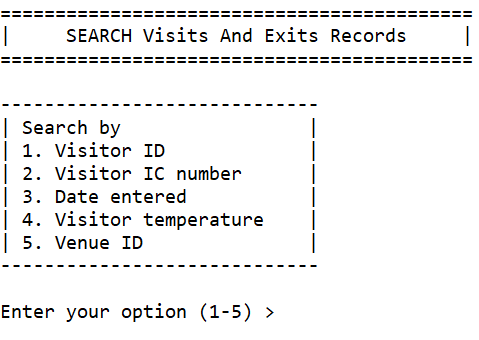 ===========================================
|     SEARCH Visits And Exits Records     |
===========================================
-----------------------------
| Search by                 |
| 1. Visitor ID             |
| 2. Visitor IC number      |
| 3. Date entered           |
| 4. Visitor temperature    |
| 5. Venue ID               |
-----------------------------
Enter your option (1-5) >